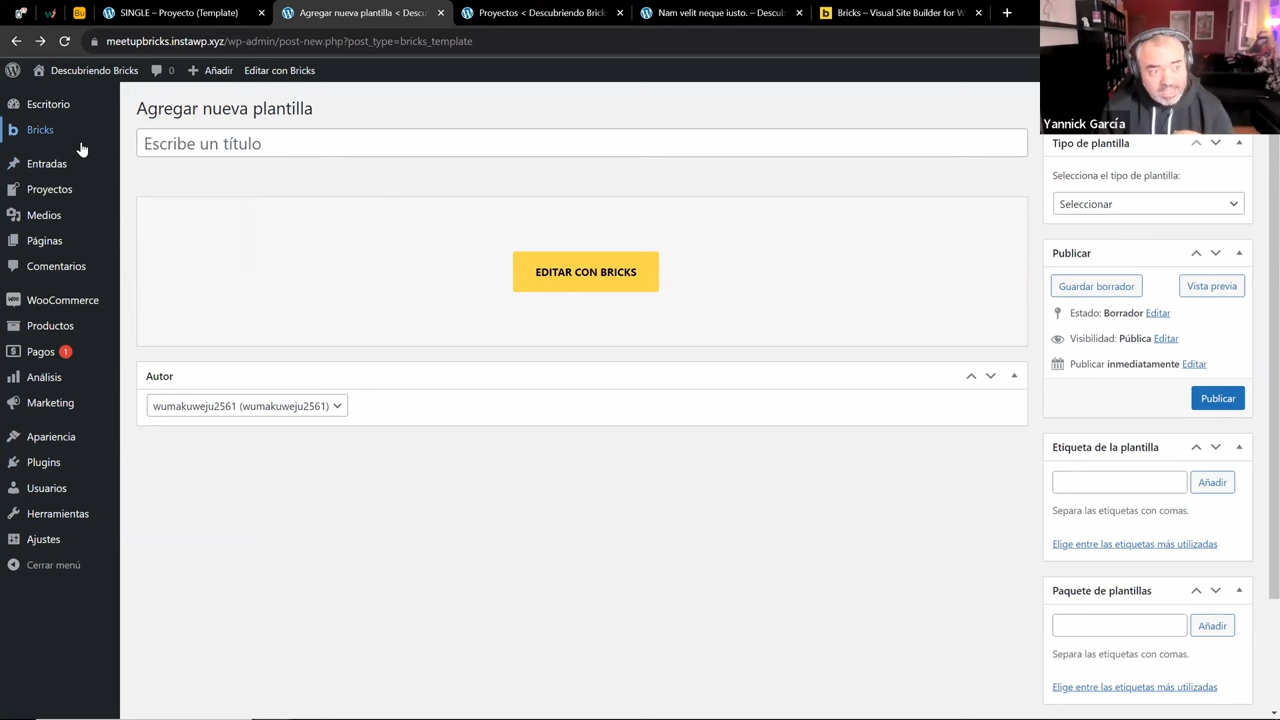 SINGLE – Proyecto (Template)
Agregar nueva plantilla < Descu
Proyectos < Descubriendo Brick
Nam velit neque iusto. – Descub
Bricks – Visual Site Builder for W
meetupbricks.instawp.xyz/wp-admin/post-new.php?post_type=bricks_template
Descubriendo Bricks 0 Añadir Editar con Bricks
Yannick García
Escritorio
Bricks
Entradas
Proyectos
Medios
Páginas
Comentarios
WooCommerce
Productos
Pagos 1
Análisis
Marketing
Apariencia
Plugins
Usuarios
Herramientas
Ajustes
Cerrar menú
Agregar nueva plantilla
Escribe un título
EDITAR CON BRICKS
Autor
wumakuweju2561 (wumakuweju2561)
Tipo de plantilla
Selecciona el tipo de plantilla:
Seleccionar
Publicar
Guardar borrador Vista previa
Estado: Borrador Editar
Visibilidad: Pública Editar
Publicar inmediatamente Editar
Publicar
Etiqueta de la plantilla
Añadir
Separa las etiquetas con comas.
Elige entre las etiquetas más utilizadas
Paquete de plantillas
Añadir
Separa las etiquetas con comas.
Elige entre las etiquetas más utilizadas